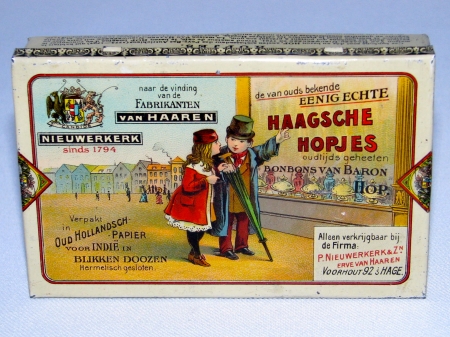 naar de vinding
van de
FABRIKANTEN
VAN HAAREN
NIEUWERKERK
sinds 1794
de van ouds bekende
EENIG ECHTE
HAAGSCHE
HOPJES
oudtijds geheeten
BONBONS VAN BARON
HOP.
Verpakt
in
OUD HOLLANDSCH-
PAPIER
VOOR INDIË IN
BLIKKEN DOOZEN
Hermetisch gesloten.
Alleen verkrijgbaar bij
de Firma:
P. NIEUWERKERK & ZN
ERVE VAN HAAREN
VOORHOUT 92 'S HAGE.